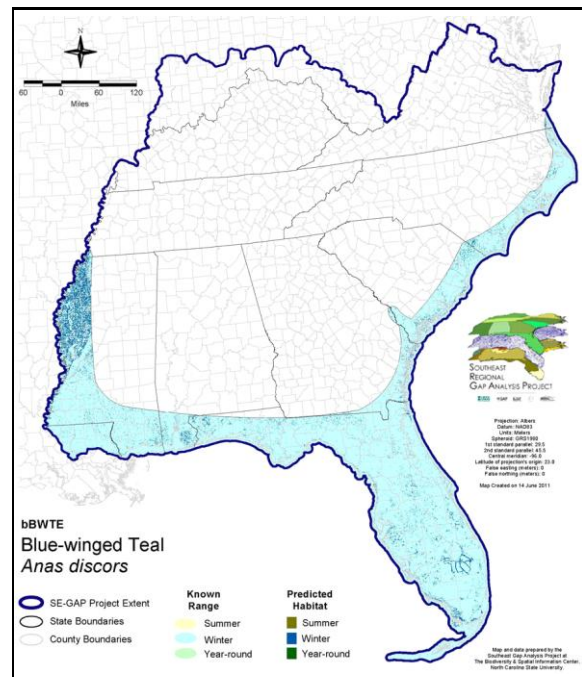 N
60 0 60 120
Miles
SOUTHEAST
REGIONAL
GAP ANALYSIS PROJECT
Projection: Albers
Datum: NAD83
Units: Meters
Spheroid: GRS1980
1st standard parallel: 29.5
2nd standard parallel: 45.5
Central meridian: -96.0
Latitude of projection's origin: 23.0
False easting (meters): 0
False northing (meters): 0
Map Created on 14 June 2011
bBWTE
Blue-winged Teal
Anas discors
SE-GAP Project Extent
State Boundaries
County Boundaries
Known
Range
Summer
Winter
Year-round
Predicted
Habitat
Summer
Winter
Year-round
Map and data prepared by the
Southeast Gap Analysis Project at
The Biodiversity & Spatial Information Center,
North Carolina State University.